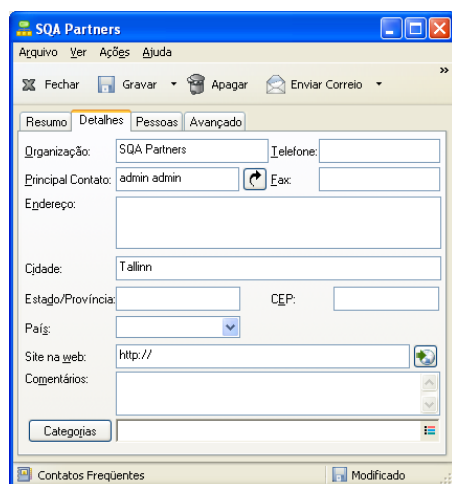 SQA Partners
Arquivo Ver Ações Ajuda
Fechar Gravar Apagar Enviar Correio »
Resumo Detalhes Pessoas Avançado
Organização: SQA Partners Telefone:
Principal Contato: admin admin Fax:
Endereço:
Cidade: Tallinn
Estado/Província: CEP:
País:
Site na web: http://
Comentários:
Categorias
Contatos Freqüentes Modificado